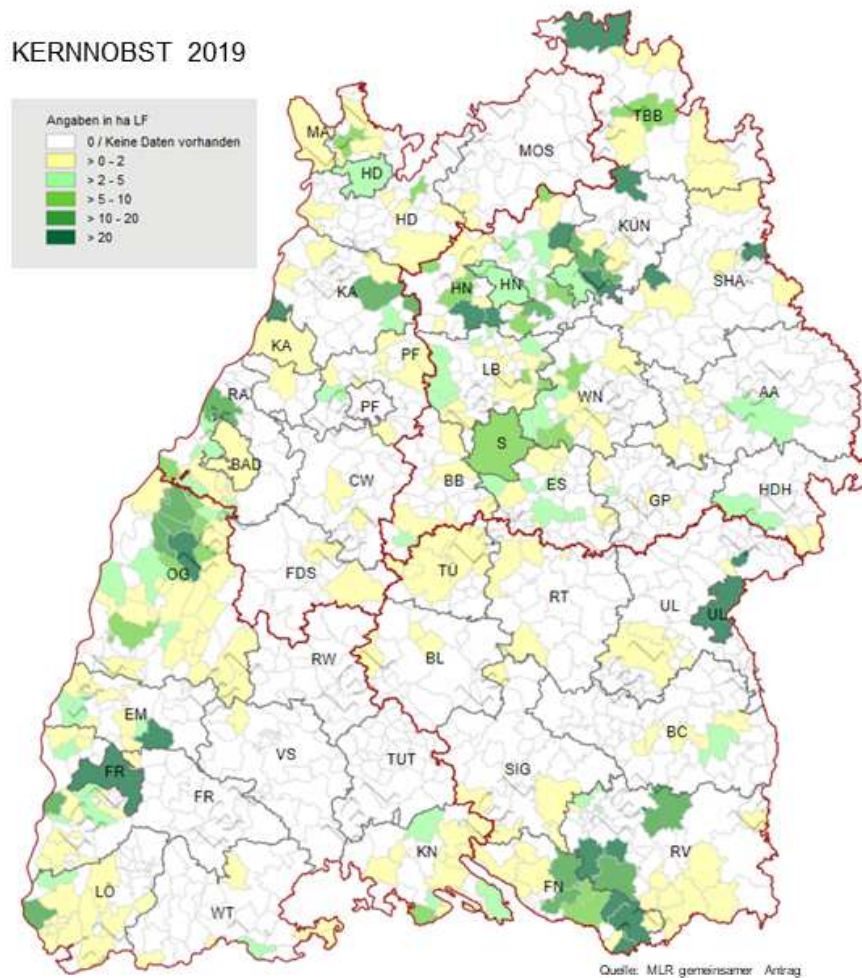 KERNNOBST 2019
Angaben in ha LF
0 / Keine Daten vorhanden
> 0 - 2
> 2 - 5
> 5 - 10
> 10 - 20
> 20
MA
TBB
MOS
HD
HD
KÜN
SHA
KA
HN
HN
KA
PF
LB
RA
PF
WN
AA
S
BAD
CW
BB
ES
GP
HDH
OG
FDS
TÜ
RT
UL
UL
RW
BL
EM
VS
TUT
BC
FR
FR
SIG
KN
RV
LÖ
WT
FN
Quelle: MLR gemeinsamer Antrag